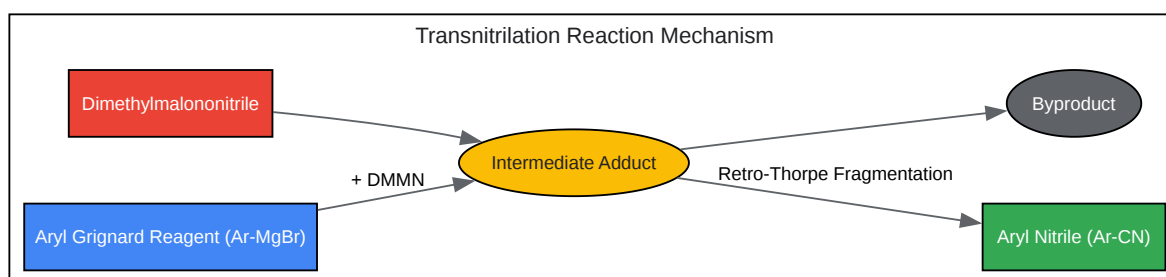 Transnitrilation Reaction Mechanism
Dimethylmalononitrile
Byproduct
Intermediate Adduct
+ DMMN
Retro-Thorpe Fragmentation
Aryl Grignard Reagent (Ar-MgBr)
Aryl Nitrile (Ar-CN)